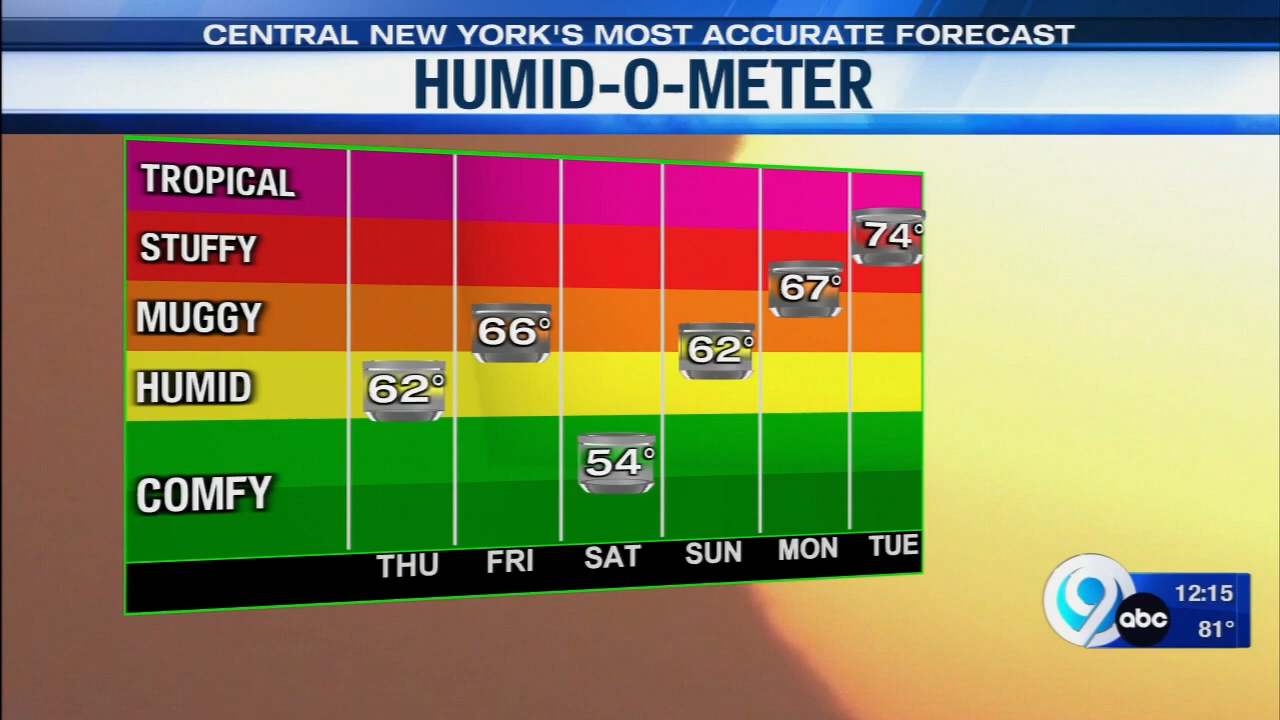 CENTRAL NEW YORK'S MOST ACCURATE FORECAST
HUMID-O-METER
TROPICAL
STUFFY
MUGGY
HUMID
COMFY
62°
66°
54°
62°
67°
74°
THU FRI SAT SUN MON TUE
9 abc
12:15
81°